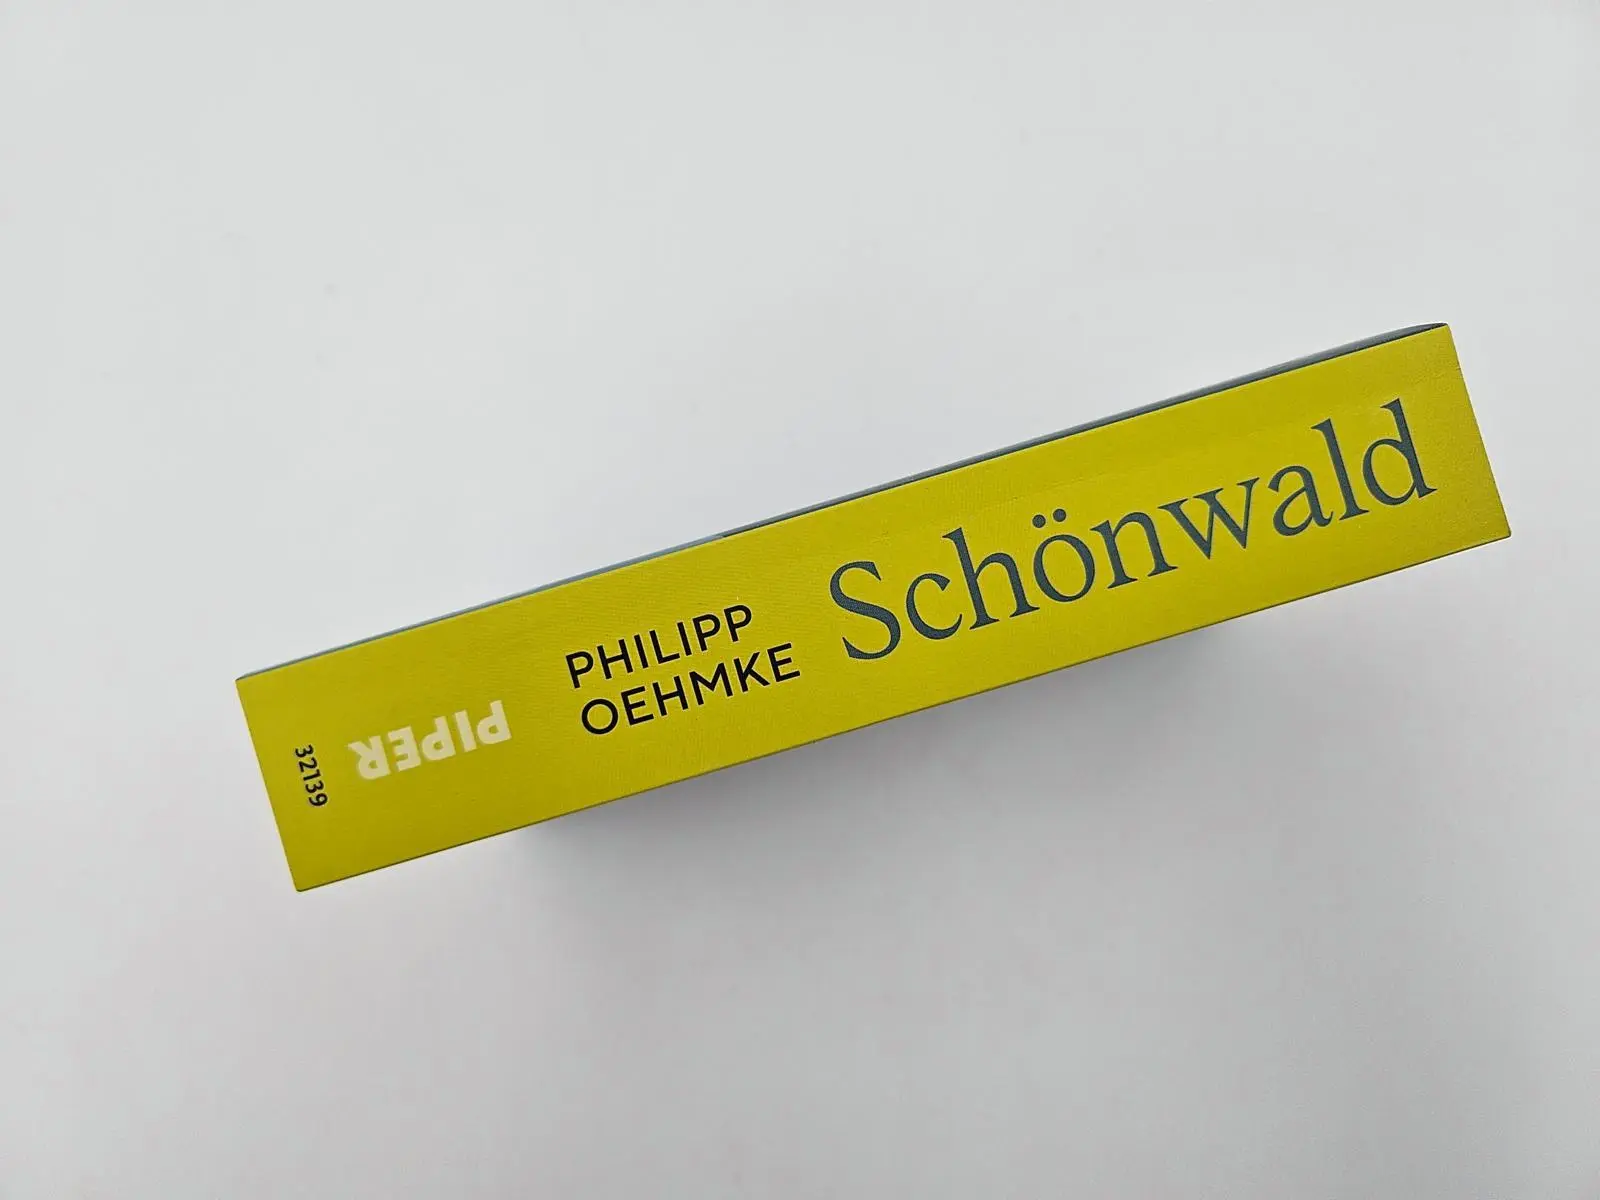 PHILIPP
OEHMKE
Schönwald
PIPER
32139